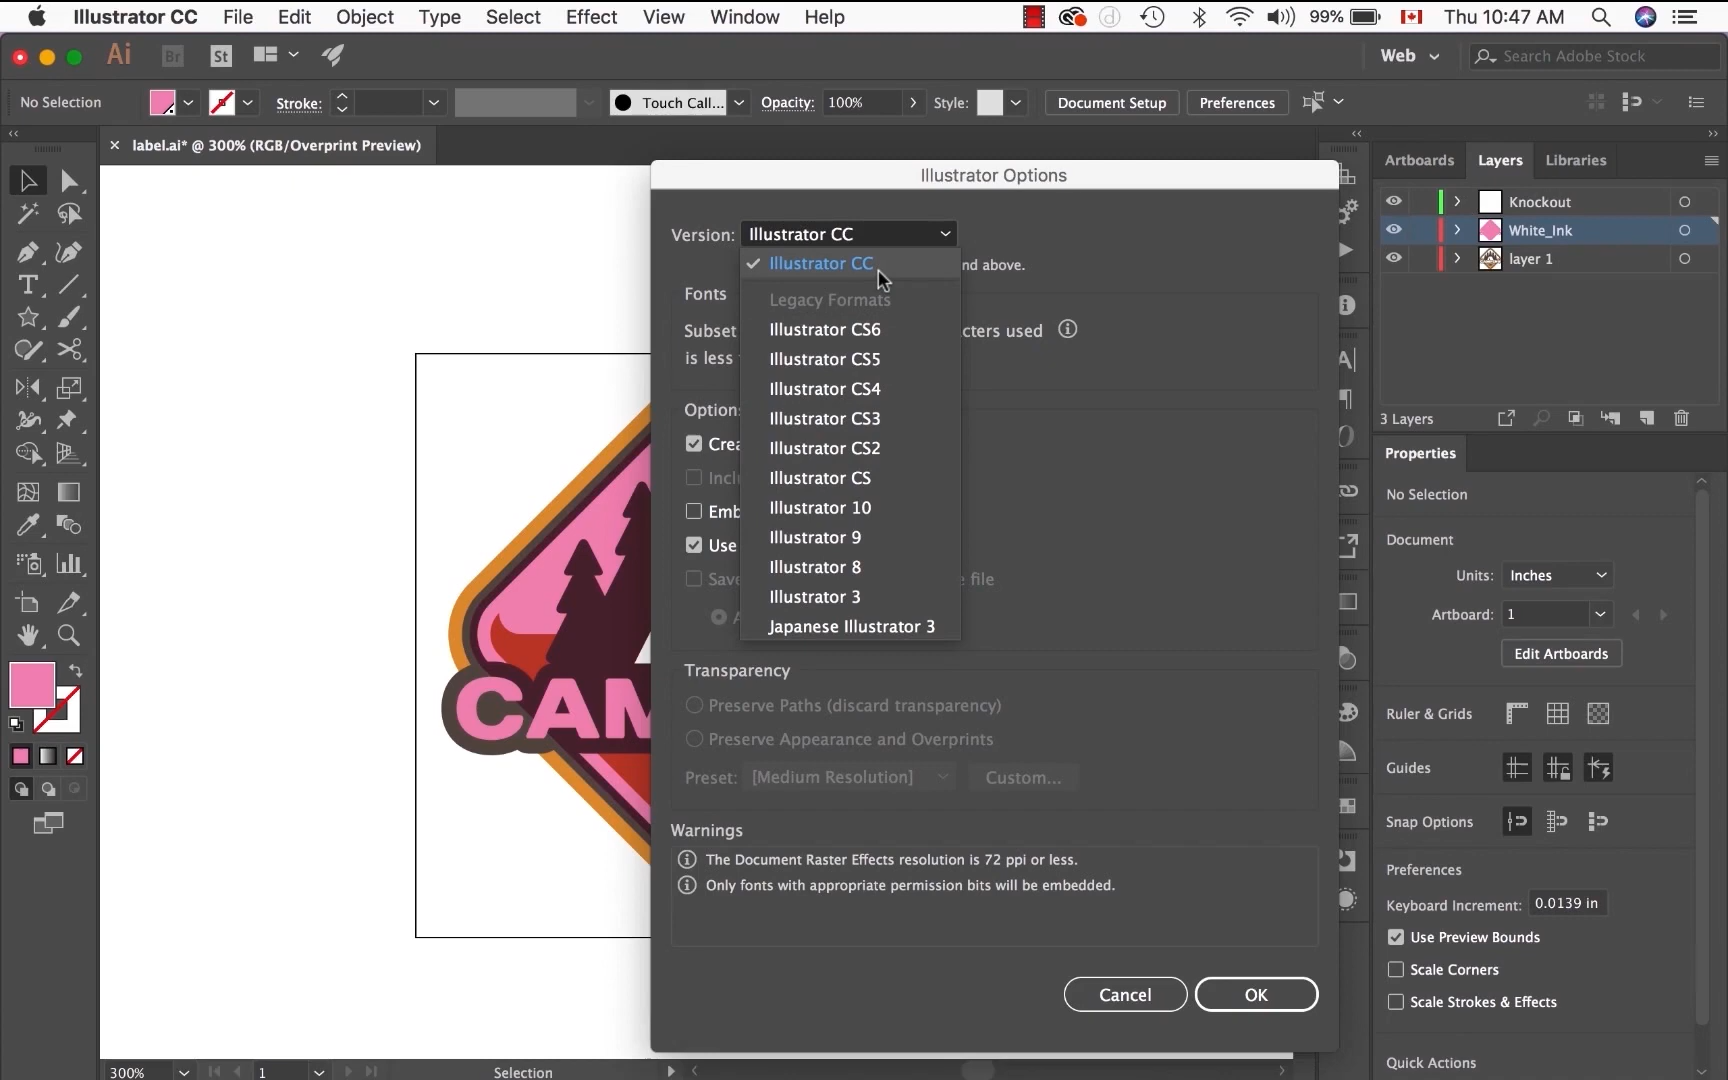 Illustrator CC File Edit Object Type Select Effect View Window Help 99% Thu 10:47 AM
Ai Br St Web Search Adobe Stock
No Selection Stroke: Touch Call... Opacity: 100% Style: Document Setup Preferences
label.ai* @ 300% (RGB/Overprint Preview)
Illustrator Options
Version: Illustrator CC
Illustrator CC
nd above.
Legacy Formats
Illustrator CS6
Illustrator CS5
Illustrator CS4
Illustrator CS3
Illustrator CS2
Illustrator CS
Illustrator 10
Illustrator 9
Illustrator 8
Illustrator 3
Japanese Illustrator 3
Fonts
Subset
cters used
is less
Option
Crea
Incl
Emb
Use
Save
e file
A
Transparency
Preserve Paths (discard transparency)
Preserve Appearance and Overprints
Preset: [Medium Resolution] Custom...
Warnings
The Document Raster Effects resolution is 72 ppi or less.
Only fonts with appropriate permission bits will be embedded.
Cancel OK
CAM
Artboards Layers Libraries
Knockout
White_Ink
layer 1
3 Layers
Properties
No Selection
Document
Units: Inches
Artboard: 1
Edit Artboards
Ruler & Grids
Guides
Snap Options
Preferences
Keyboard Increment: 0.0139 in
Use Preview Bounds
Scale Corners
Scale Strokes & Effects
Quick Actions
300% 1 Selection